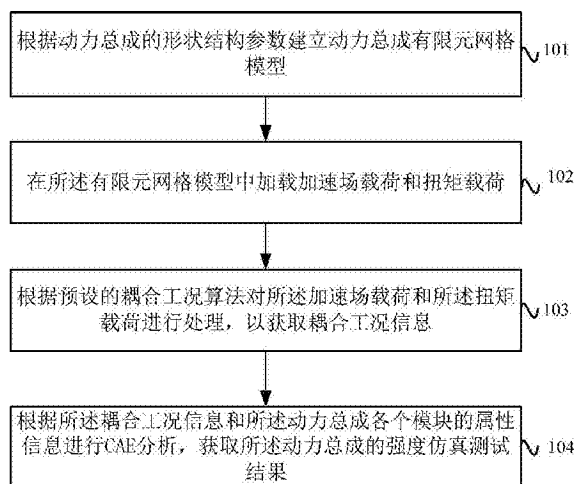 根据动力总成的形状结构参数建立动力总成有限元网格
模型
101
在所述有限元网格模型中加载加速场载荷和扭矩载荷
102
根据预设的耦合工况算法对所述加速场载荷和所述扭矩
载荷进行处理，以获取耦合工况信息
103
根据所述耦合工况信息和所述动力总成各个模块的属性
信息进行CAE分析，获取所述动力总成的强度仿真测试
结果
104